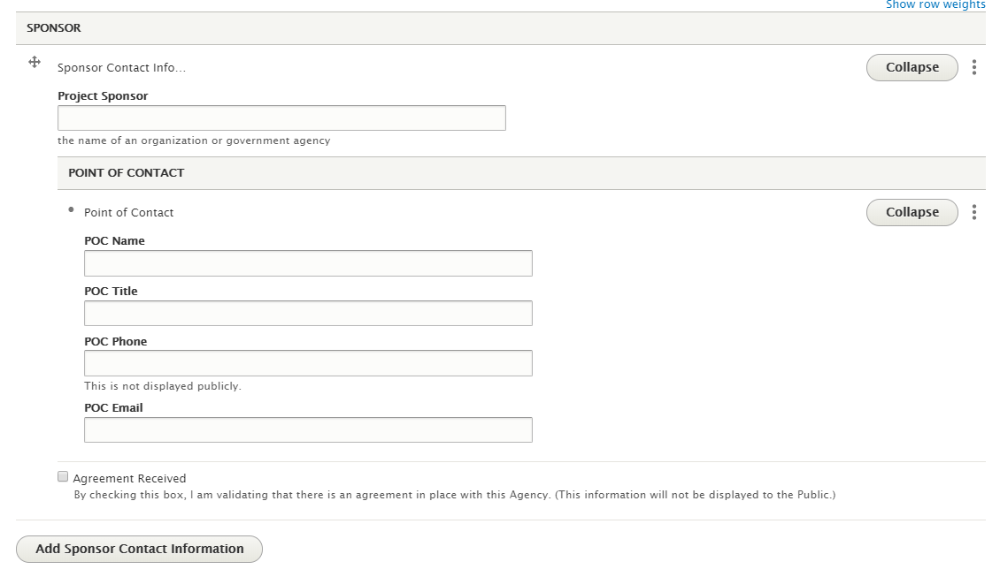 Show row weights
SPONSOR
Sponsor Contact Info...
Collapse
Project Sponsor
the name of an organization or government agency
POINT OF CONTACT
Point of Contact
Collapse
POC Name
POC Title
POC Phone
This is not displayed publicly.
POC Email
Agreement Received
By checking this box, I am validating that there is an agreement in place with this Agency. (This information will not be displayed to the Public.)
Add Sponsor Contact Information